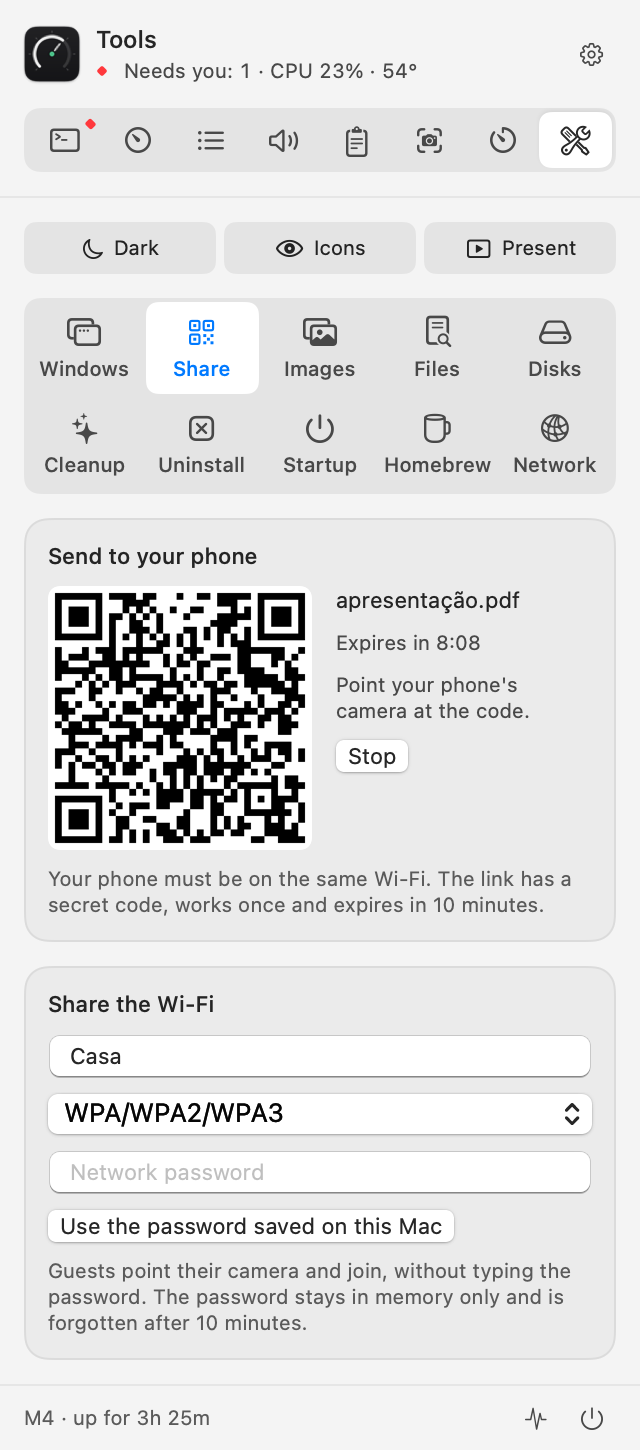 Tools
Needs you: 1 · CPU 23% · 54°
Dark
Icons
Present
Windows
Share
Images
Files
Disks
Cleanup
Uninstall
Startup
Homebrew
Network
Send to your phone
apresentação.pdf
Expires in 8:08
Point your phone's
camera at the code.
Stop
Your phone must be on the same Wi-Fi. The link has a
secret code, works once and expires in 10 minutes.
Share the Wi-Fi
Casa
WPA/WPA2/WPA3
Network password
Use the password saved on this Mac
Guests point their camera and join, without typing the
password. The password stays in memory only and is
forgotten after 10 minutes.
M4 · up for 3h 25m